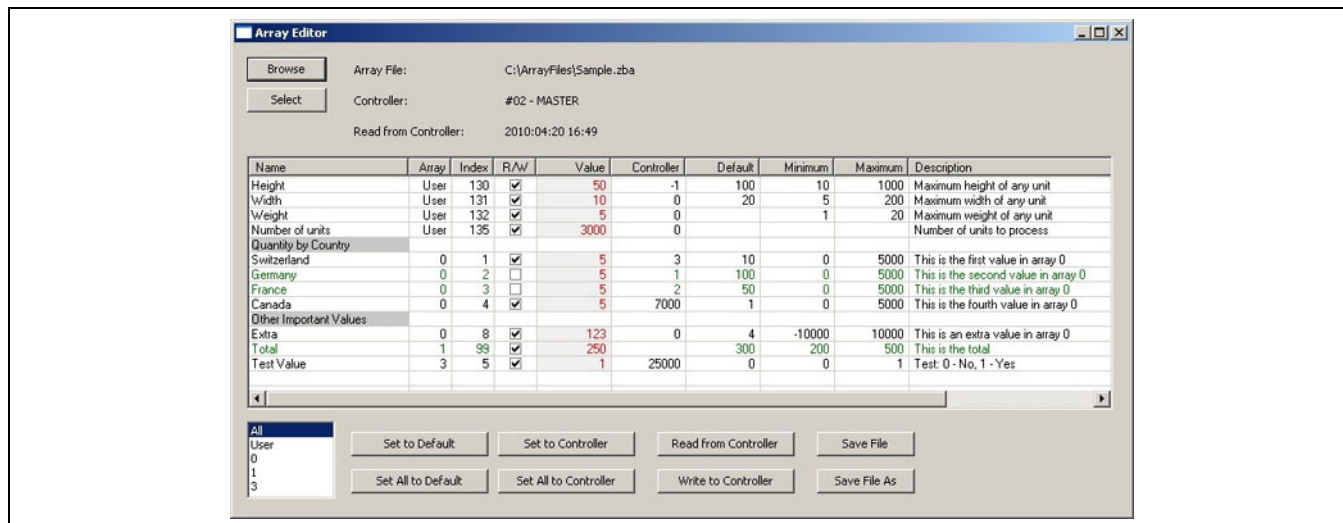 Array Editor
Browse Array File: C:\ArrayFiles\Sample.zba
Select Controller: #02 - MASTER
Read from Controller: 2010:04:20 16:49
Name Array Index R/W Value Controller Default Minimum Maximum Description
Height User 130 50 -1 100 10 1000 Maximum height of any unit
Width User 131 10 0 20 5 200 Maximum width of any unit
Weight User 132 5 0 1 20 Maximum weight of any unit
Number of units User 135 3000 0 Number of units to process
Quantity by Country
Switzerland 0 1 5 3 10 0 5000 This is the first value in array 0
Germany 0 2 5 1 100 0 5000 This is the second value in array 0
France 0 3 5 2 50 0 5000 This is the third value in array 0
Canada 0 4 5 7000 1 0 5000 This is the fourth value in array 0
Other Important Values
Extra 0 8 123 0 4 -10000 10000 This is an extra value in array 0
Total 1 99 250 300 200 500 This is the total
Test Value 3 5 1 25000 0 0 1 Test: 0 - No, 1 - Yes
All
User
0
1
3
Set to Default Set to Controller Read from Controller Save File
Set All to Default Set All to Controller Write to Controller Save File As